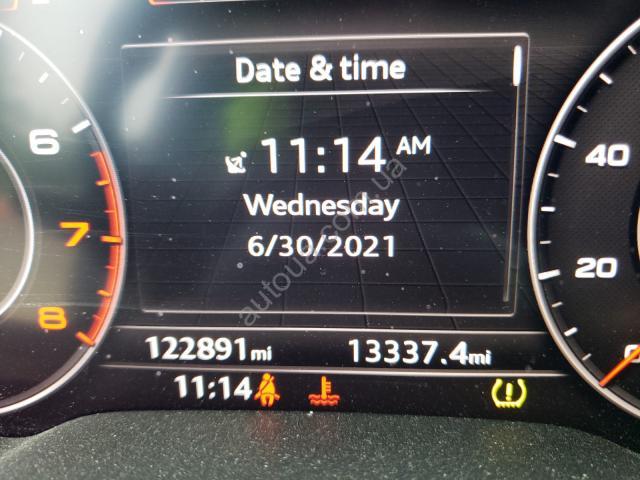 Date & time
11:14 AM
Wednesday
6/30/2021
autoua.com.ua
6
7
8
40
20
0
122891 mi
13337.4 mi
11:14